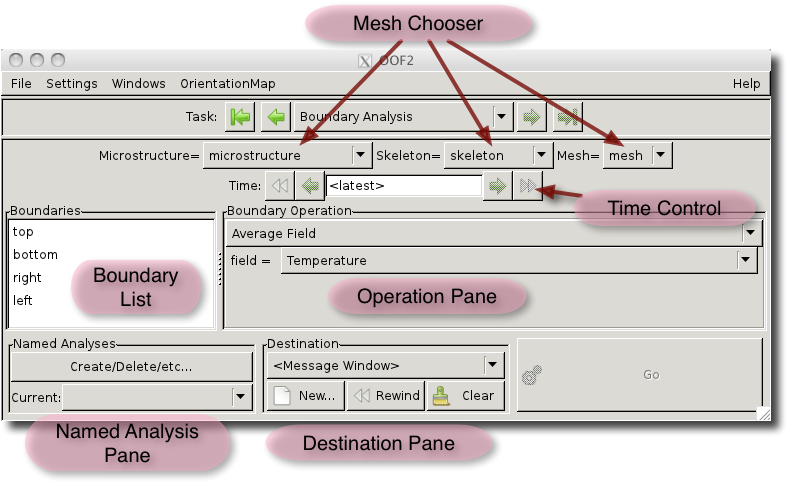 Mesh Chooser
OOF2
File Settings Windows OrientationMap Help
Task: Boundary Analysis
Microstructure= microstructure Skeleton= skeleton Mesh= mesh
Time: <latest>
Time Control
Boundaries
top
bottom
right
left
Boundary
List
Boundary Operation
Average Field
field = Temperature
Operation Pane
Named Analyses
Create/Delete/etc...
Current:
Destination
<Message Window>
New... Rewind Clear
Go
Named Analysis
Pane
Destination Pane